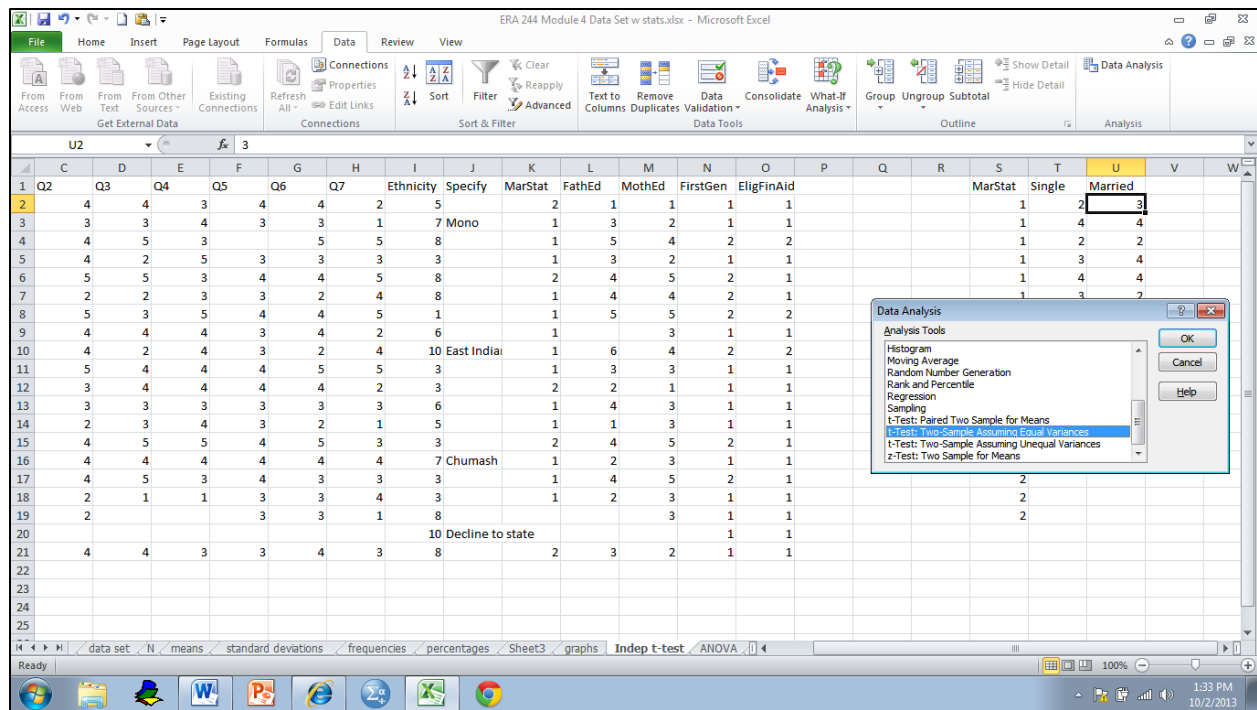 ERA 244 Module 4 Data Set w stats.xlsx - Microsoft Excel
File Home Insert Page Layout Formulas Data Review View
From Access From Web From Text From Other Sources Existing Connections
Get External Data
Refresh All Connections Properties Edit Links
Connections
Sort Filter Clear Reapply Advanced
Sort & Filter
Text to Columns Remove Duplicates Data Validation Consolidate What-If Analysis
Data Tools
Group Ungroup Subtotal Show Detail Hide Detail
Outline
Data Analysis
Analysis
U2 fx 3
C D E F G H I J K L M N O P Q R S T U V W
1 Q2 Q3 Q4 Q5 Q6 Q7 Ethnicity Specify MarStat FathEd MothEd FirstGen EligFinAid MarStat Single Married
2 4 4 3 4 4 2 5 2 1 1 1 1 1 2 3
3 3 3 4 3 3 1 7 Mono 1 3 2 1 1 1 4 4
4 4 5 3 5 5 8 1 5 4 2 2 1 2 2
5 4 2 5 3 3 3 3 1 3 2 1 1 1 3 4
6 5 5 3 4 4 5 8 2 4 5 2 1 1 4 4
7 2 2 3 3 2 4 8 1 4 4 2 1 1 3 2
8 5 3 5 4 4 5 1 1 5 5 2 2
9 4 4 4 3 4 2 6 1 3 1 1
10 4 2 4 3 2 4 10 East Indian 1 6 4 2 2
11 5 4 4 4 5 5 3 1 3 3 1 1
12 3 4 4 4 4 2 3 2 2 1 1 1
13 3 3 3 3 3 3 6 1 4 3 1 1
14 2 3 4 3 2 1 5 1 1 3 1 1
15 4 5 5 4 5 3 3 2 4 5 2 1
16 4 4 4 4 4 4 7 Chumash 1 2 3 1 1
17 4 5 3 4 3 3 3 1 4 5 2 1 2
18 2 1 1 3 3 4 3 1 2 3 1 1 2
19 2 3 3 1 8 3 1 1 2
20 10 Decline to state 1 1
21 4 4 3 3 4 3 8 2 3 2 1 1
22
23
24
25
Data Analysis
Analysis Tools
Histogram
Moving Average
Random Number Generation
Rank and Percentile
Regression
Sampling
t-Test: Paired Two Sample for Means
t-Test: Two-Sample Assuming Equal Variances
t-Test: Two-Sample Assuming Unequal Variances
z-Test: Two Sample for Means
OK
Cancel
Help
data set N means standard deviations frequencies percentages Sheet3 graphs Indep t-test ANOVA
Ready 100%
1:33 PM
10/2/2013